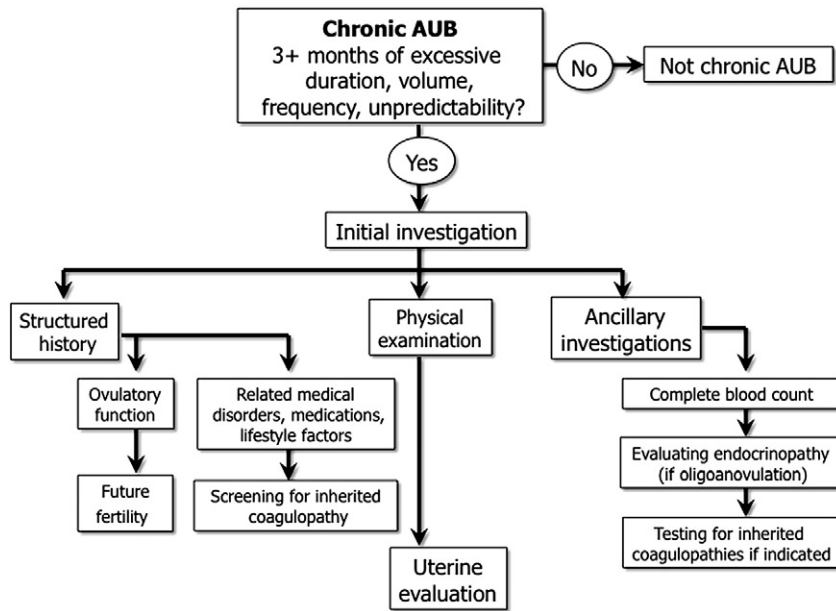 Chronic AUB
3+ months of excessive
duration, volume,
frequency, unpredictability?
No
Not chronic AUB
Yes
Initial investigation
Structured
history
Physical
examination
Ancillary
investigations
Ovulatory
function
Related medical
disorders, medications,
lifestyle factors
Complete blood count
Future
fertility
Screening for inherited
coagulopathy
Evaluating endocrinopathy
(if oligoanovulation)
Testing for inherited
coagulopathies if indicated
Uterine
evaluation